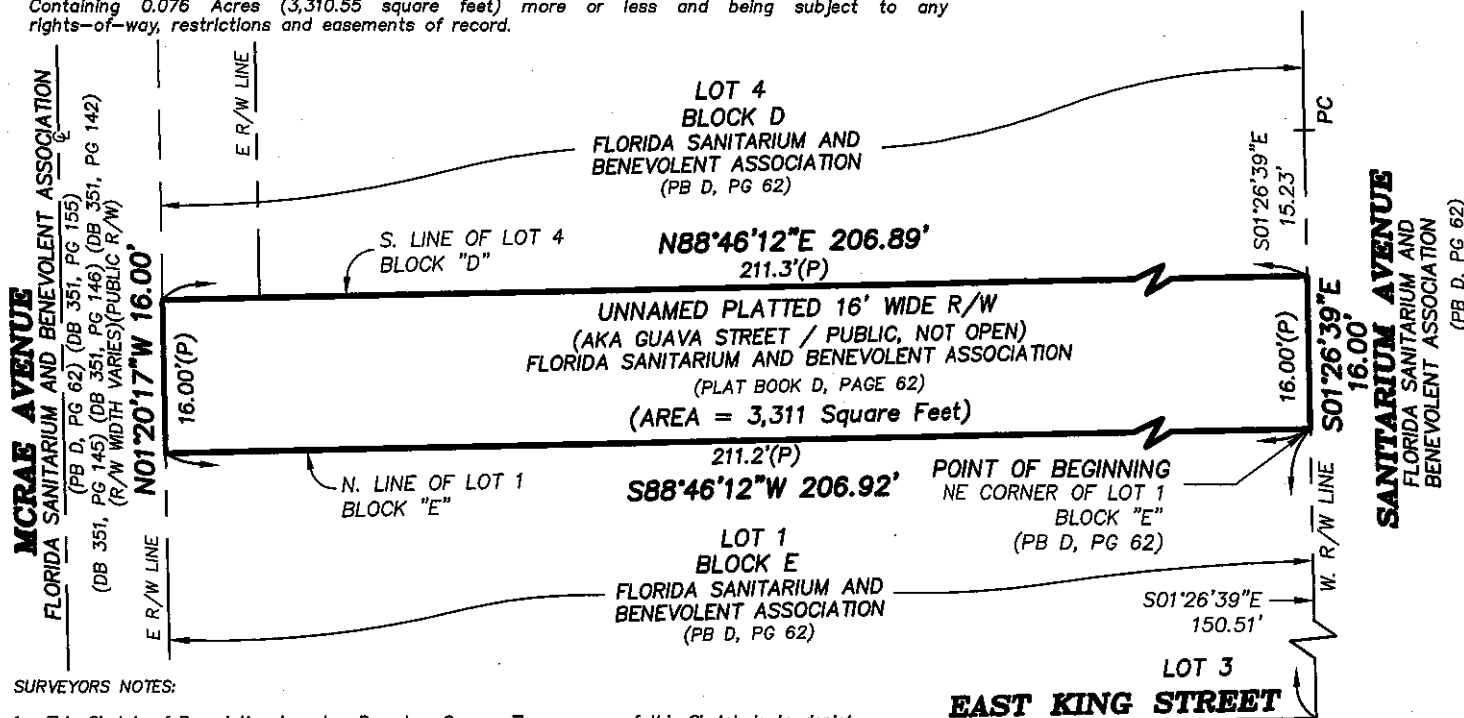 Containing 0.076 Acres (3,310.55 square feet) more or less and being subject to any
rights-of-way, restrictions and easements of record.
MCRAE AVENUE
FLORIDA SANITARIUM AND BENEVOLENT ASSOCIATION
(PB D, PG 62) (DB 351, PG 155)
(DB 351, PG 145) (DB 351, PG 146) (DB 351, PG 142)
(R/W WIDTH VARIES)(PUBLIC R/W)
N01°20'17"W 16.00'
16.00'(P)
E R/W LINE
E R/W LINE
LOT 4
BLOCK D
FLORIDA SANITARIUM AND
BENEVOLENT ASSOCIATION
(PB D, PG 62)
S. LINE OF LOT 4
BLOCK "D"
N88°46'12"E 206.89'
211.3'(P)
UNNAMED PLATTED 16' WIDE R/W
(AKA GUAVA STREET / PUBLIC, NOT OPEN)
FLORIDA SANITARIUM AND BENEVOLENT ASSOCIATION
(PLAT BOOK D, PAGE 62)
(AREA = 3,311 Square Feet)
211.2'(P)
S88°46'12"W 206.92'
N. LINE OF LOT 1
BLOCK "E"
POINT OF BEGINNING
NE CORNER OF LOT 1
BLOCK "E"
(PB D, PG 62)
LOT 1
BLOCK E
FLORIDA SANITARIUM AND
BENEVOLENT ASSOCIATION
(PB D, PG 62)
PC
S01°26'39"E
15.23'
16.00'(P)
S01°26'39"E
16.00'
SANITARIUM AVENUE
FLORIDA SANITARIUM AND
BENEVOLENT ASSOCIATION
(PB D, PG 62)
W. R/W LINE
S01°26'39"E
150.51'
LOT 3
EAST KING STREET
SURVEYORS NOTES: